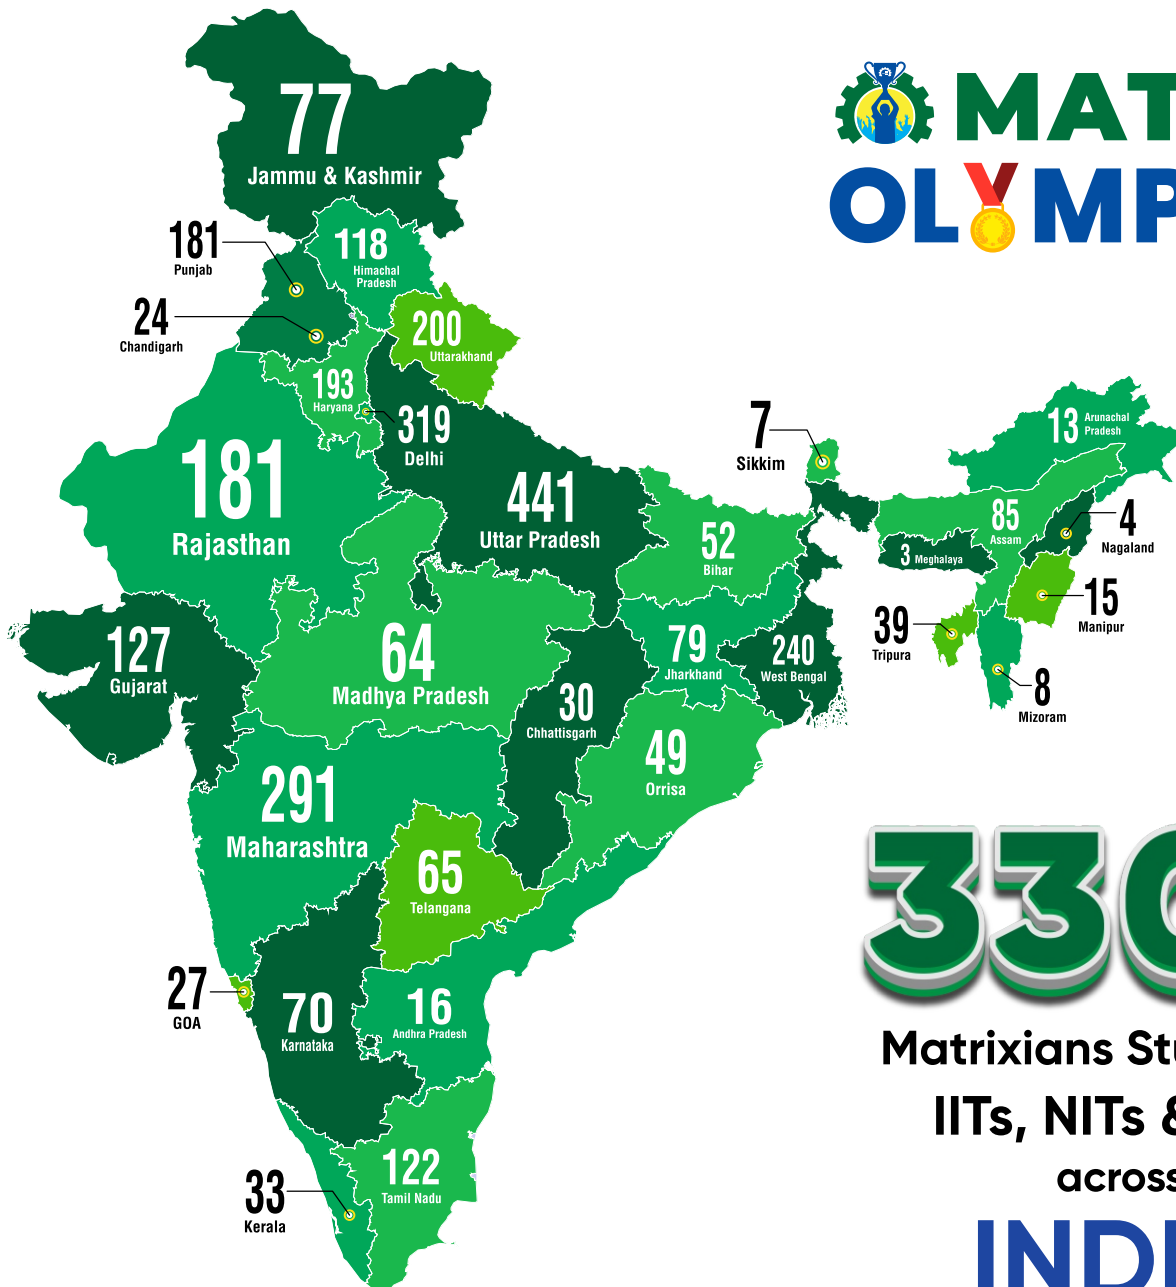 MAT
OLYMP
77
Jammu & Kashmir
181
Punjab
118
Himachal
Pradesh
24
Chandigarh
200
Uttarakhand
193
Haryana
319
Delhi
181
Rajasthan
441
Uttar Pradesh
52
Bihar
7
Sikkim
13
Arunachal
Pradesh
85
Assam
4
Nagaland
3 Meghalaya
15
Manipur
39
Tripura
8
Mizoram
127
Gujarat
64
Madhya Pradesh
79
Jharkhand
240
West Bengal
30
Chhattisgarh
49
Orrisa
291
Maharashtra
65
Telangana
27
GOA
70
Karnataka
16
Andhra Pradesh
122
Tamil Nadu
33
Kerala
330
Matrixians Stu
IITs, NITs &
across
INDI